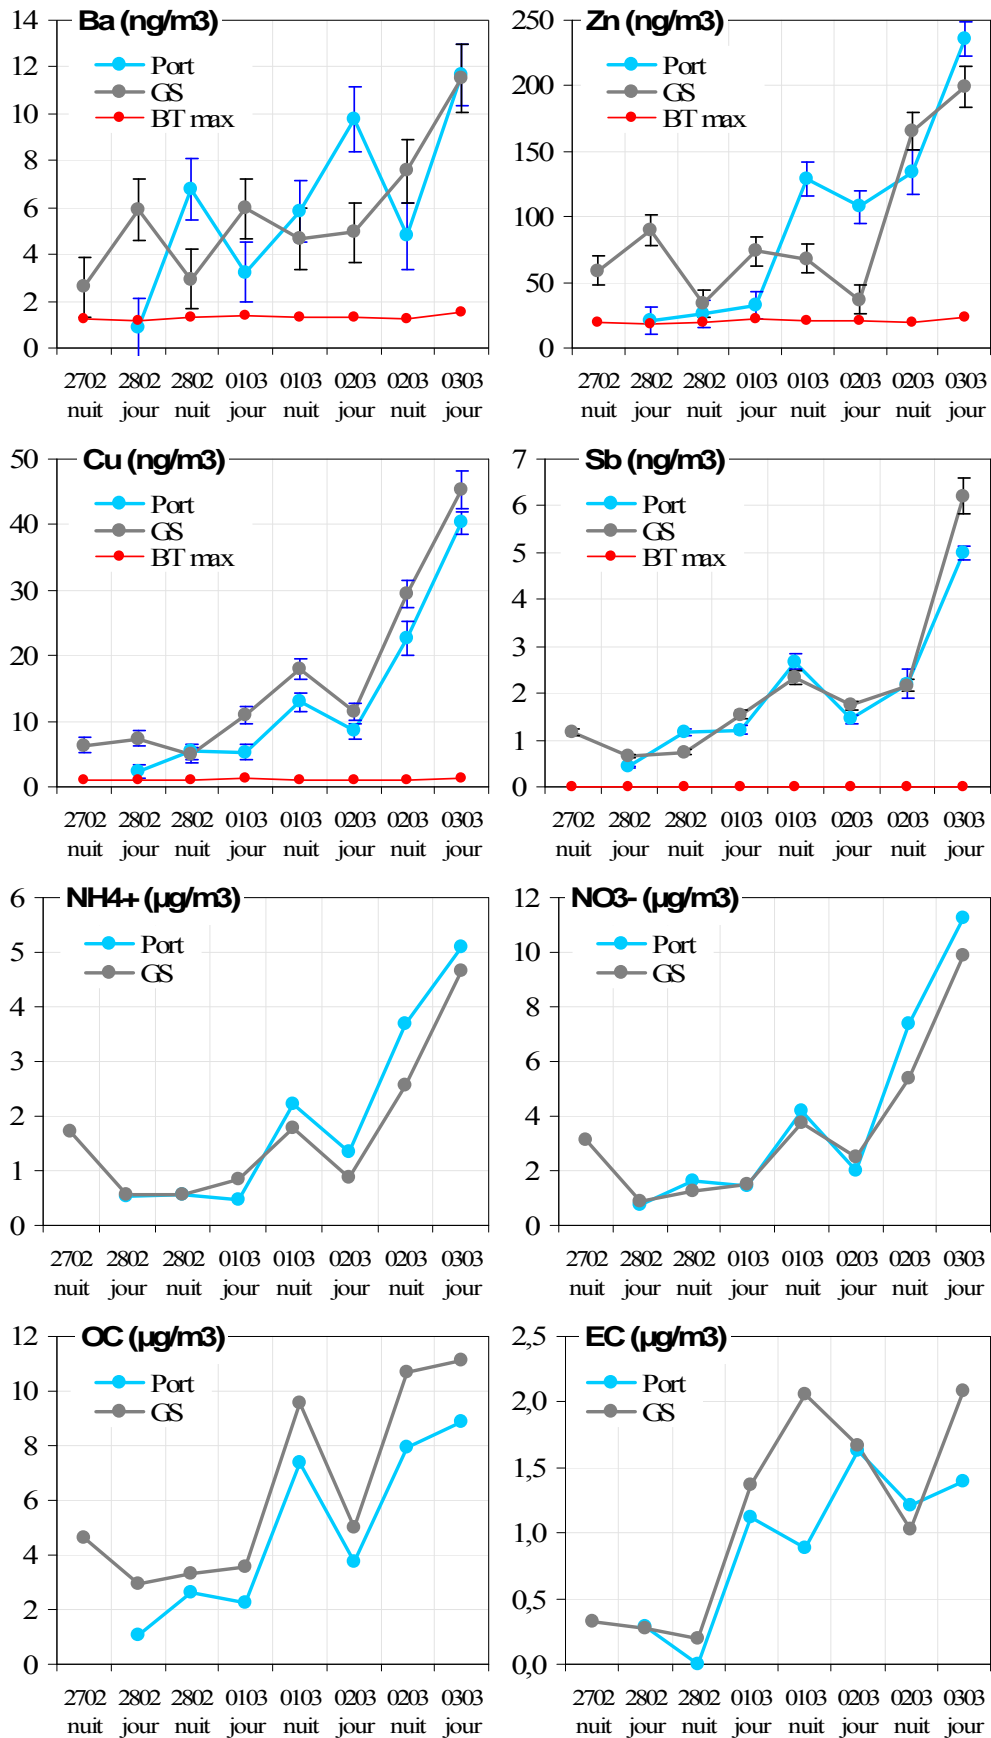 Ba (ng/m3)
Port
GS
BT max
14
12
10
8
6
4
2
0
2702 2802 2802 0103 0103 0203 0203 0303
nuit jour nuit jour nuit jour nuit jour
Zn (ng/m3)
Port
GS
BT max
250
200
150
100
50
0
2702 2802 2802 0103 0103 0203 0203 0303
nuit jour nuit jour nuit jour nuit jour
Cu (ng/m3)
Port
GS
BT max
50
40
30
20
10
0
2702 2802 2802 0103 0103 0203 0203 0303
nuit jour nuit jour nuit jour nuit jour
Sb (ng/m3)
Port
GS
BT max
7
6
5
4
3
2
1
0
2702 2802 2802 0103 0103 0203 0203 0303
nuit jour nuit jour nuit jour nuit jour
NH4+ (µg/m3)
Port
GS
6
5
4
3
2
1
0
2702 2802 2802 0103 0103 0203 0203 0303
nuit jour nuit jour nuit jour nuit jour
NO3- (µg/m3)
Port
GS
12
10
8
6
4
2
0
2702 2802 2802 0103 0103 0203 0203 0303
nuit jour nuit jour nuit jour nuit jour
OC (µg/m3)
Port
GS
12
10
8
6
4
2
0
2702 2802 2802 0103 0103 0203 0203 0303
nuit jour nuit jour nuit jour nuit jour
EC (µg/m3)
Port
GS
2,5
2,0
1,5
1,0
0,5
0,0
2702 2802 2802 0103 0103 0203 0203 0303
nuit jour nuit jour nuit jour nuit jour